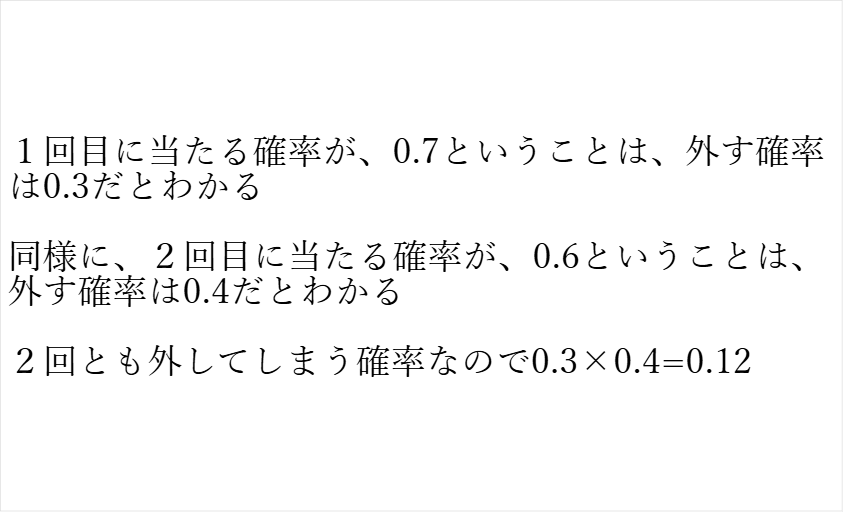 １回目に当たる確率が、0.7ということは、外す確率
は0.3だとわかる
同様に、２回目に当たる確率が、0.6ということは、
外す確率は0.4だとわかる
２回とも外してしまう確率なので0.3×0.4=0.12